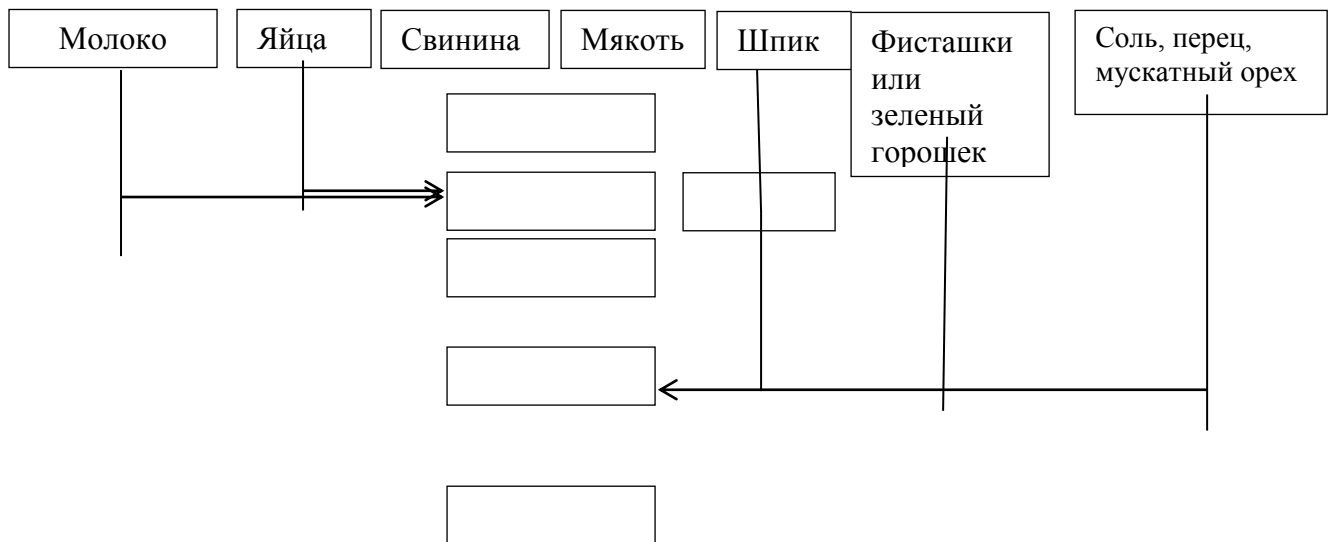 Молоко
Яйца
Свинина
Мякоть
Шпик
Фисташки
или
зеленый
горошек
Соль, перец,
мускатный орех